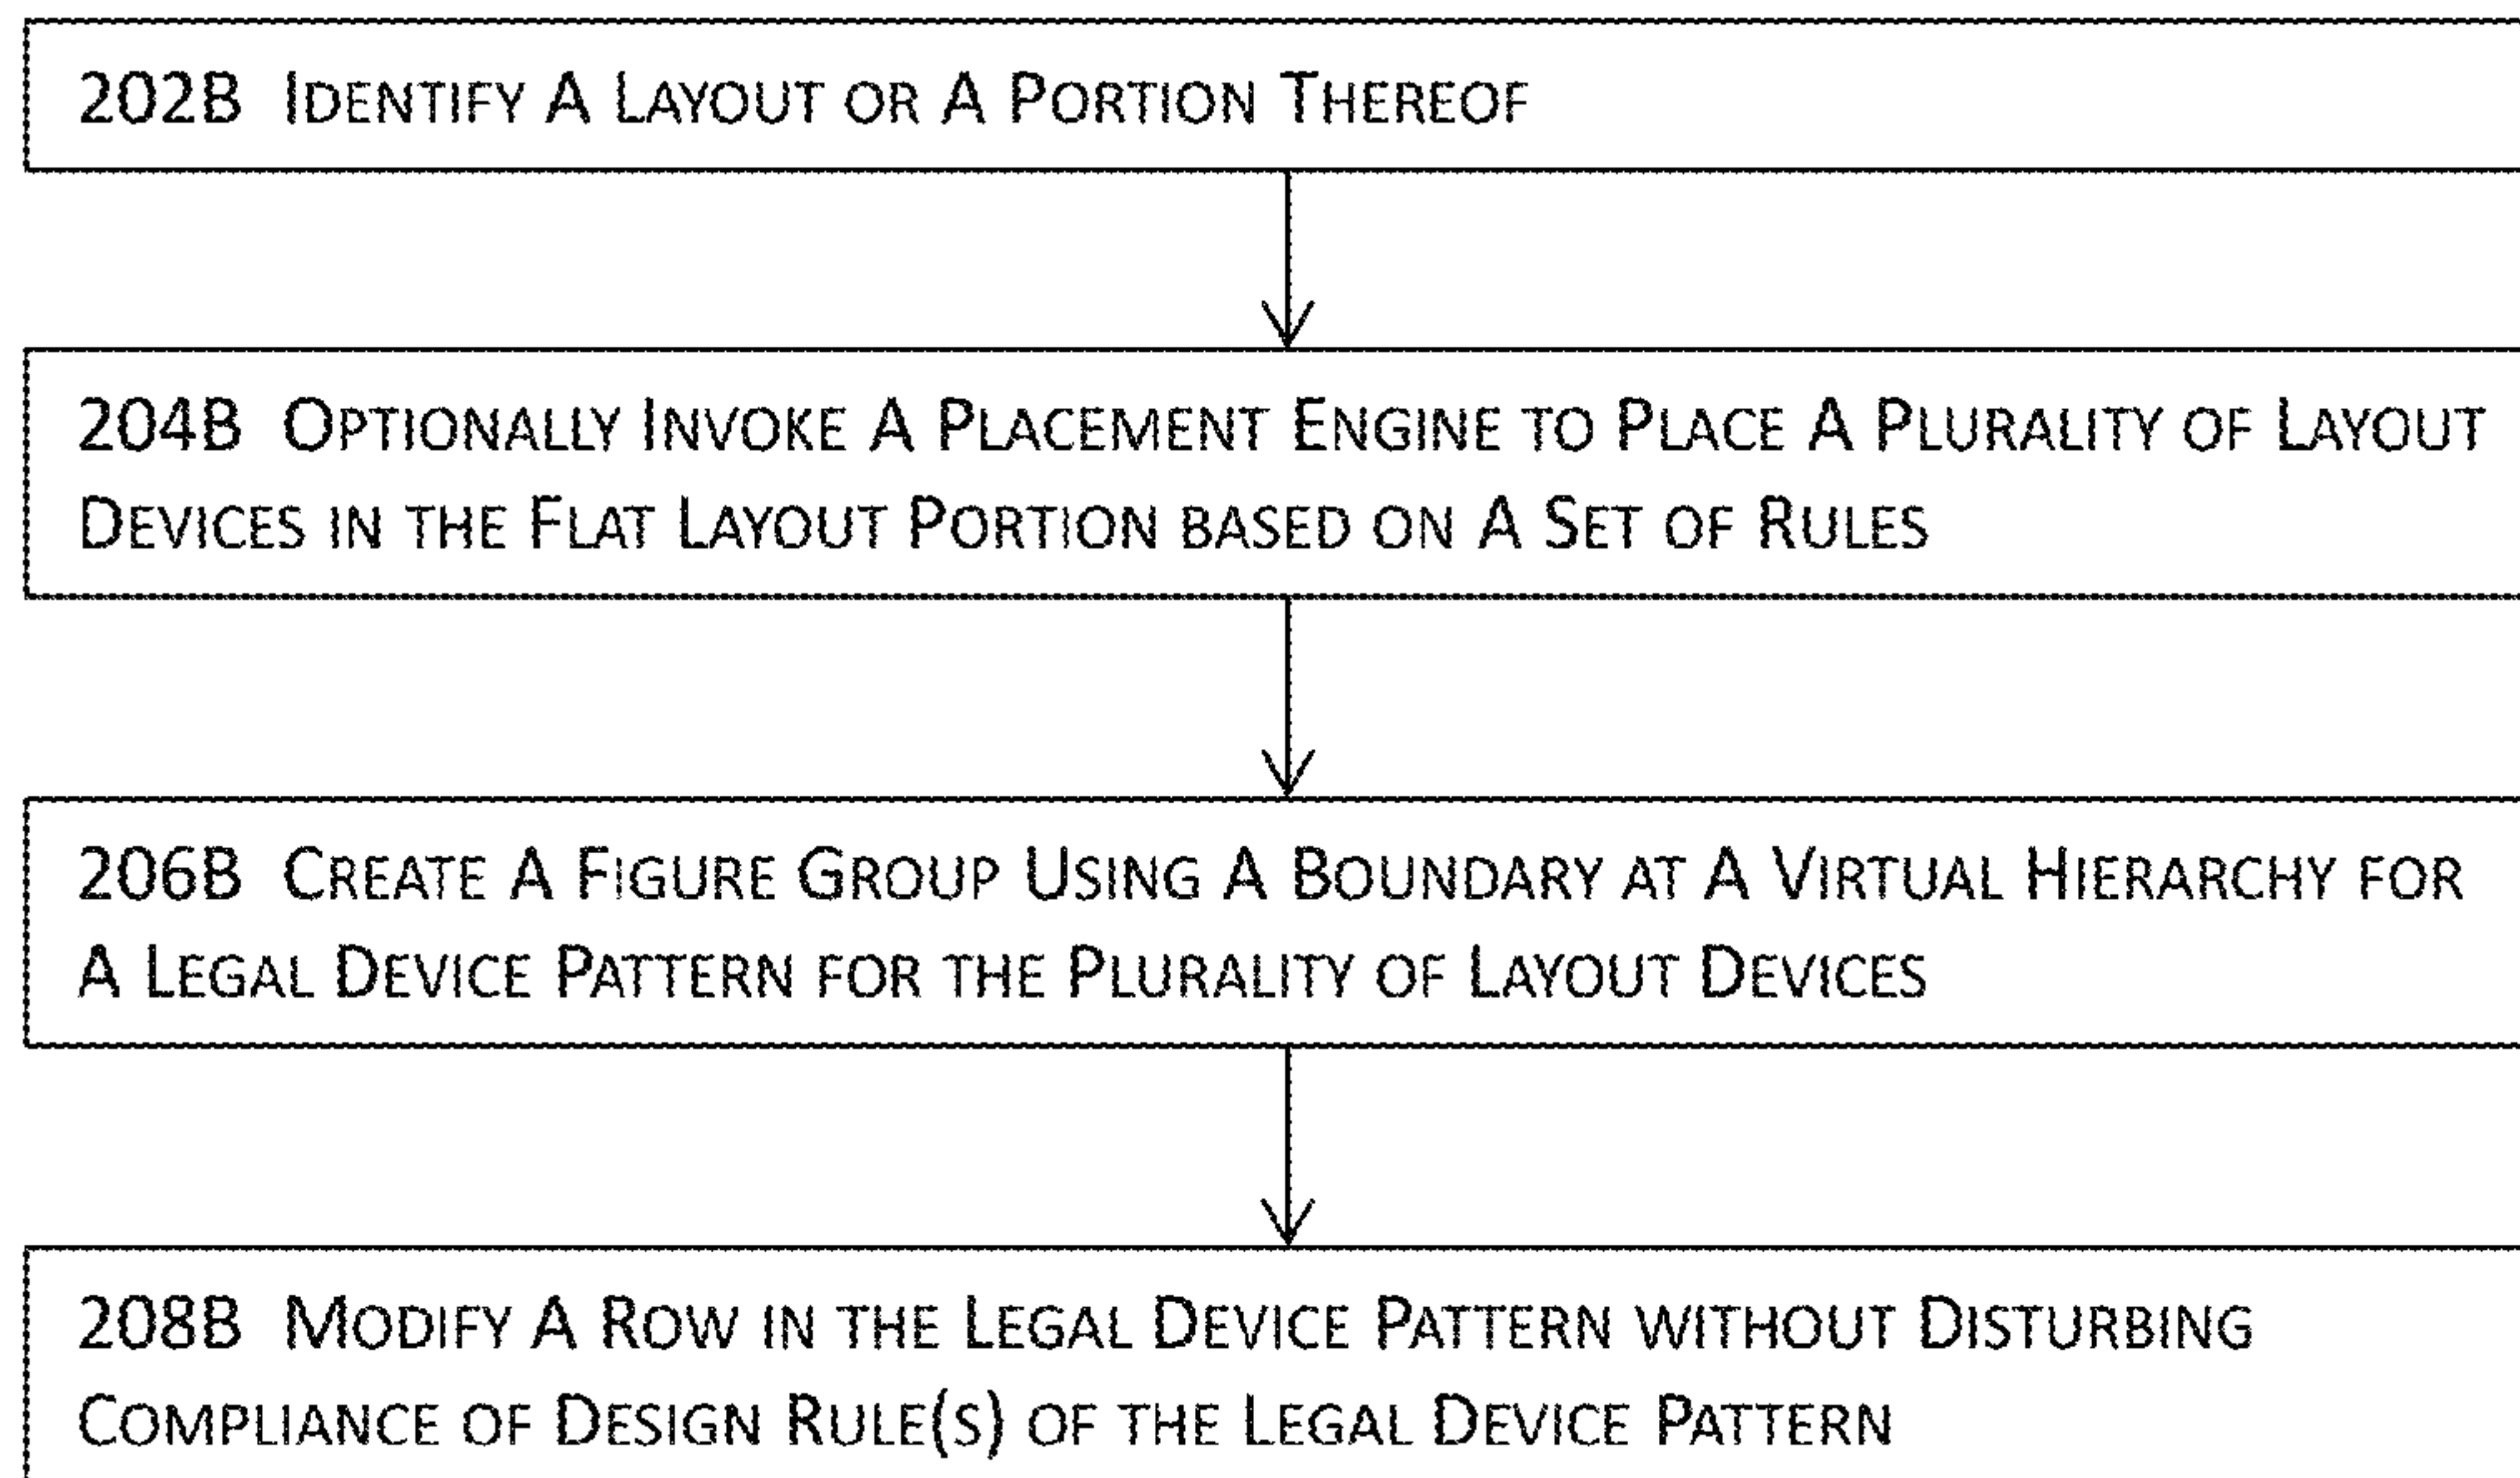 202B Identify A Layout or A Portion Thereof
204B Optionally Invoke A Placement Engine to Place A Plurality of Layout
Devices in the Flat Layout Portion based on A Set of Rules
206B Create A Figure Group Using A Boundary at A Virtual Hierarchy for
A Legal Device Pattern for the Plurality of Layout Devices
208B Modify A Row in the Legal Device Pattern without Disturbing
Compliance of Design Rule(s) of the Legal Device Pattern